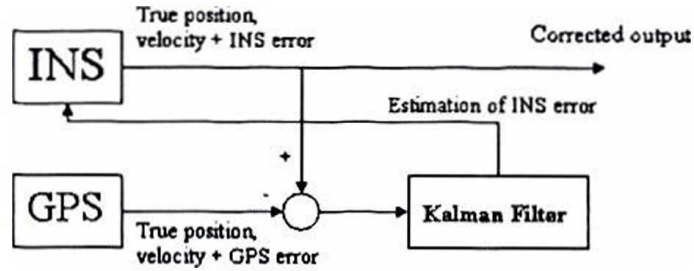 True position,
velocity + INS error
Corrected output
INS
Estimation of INS error
+
-
GPS
Kalman Filter
True position,
velocity + GPS error